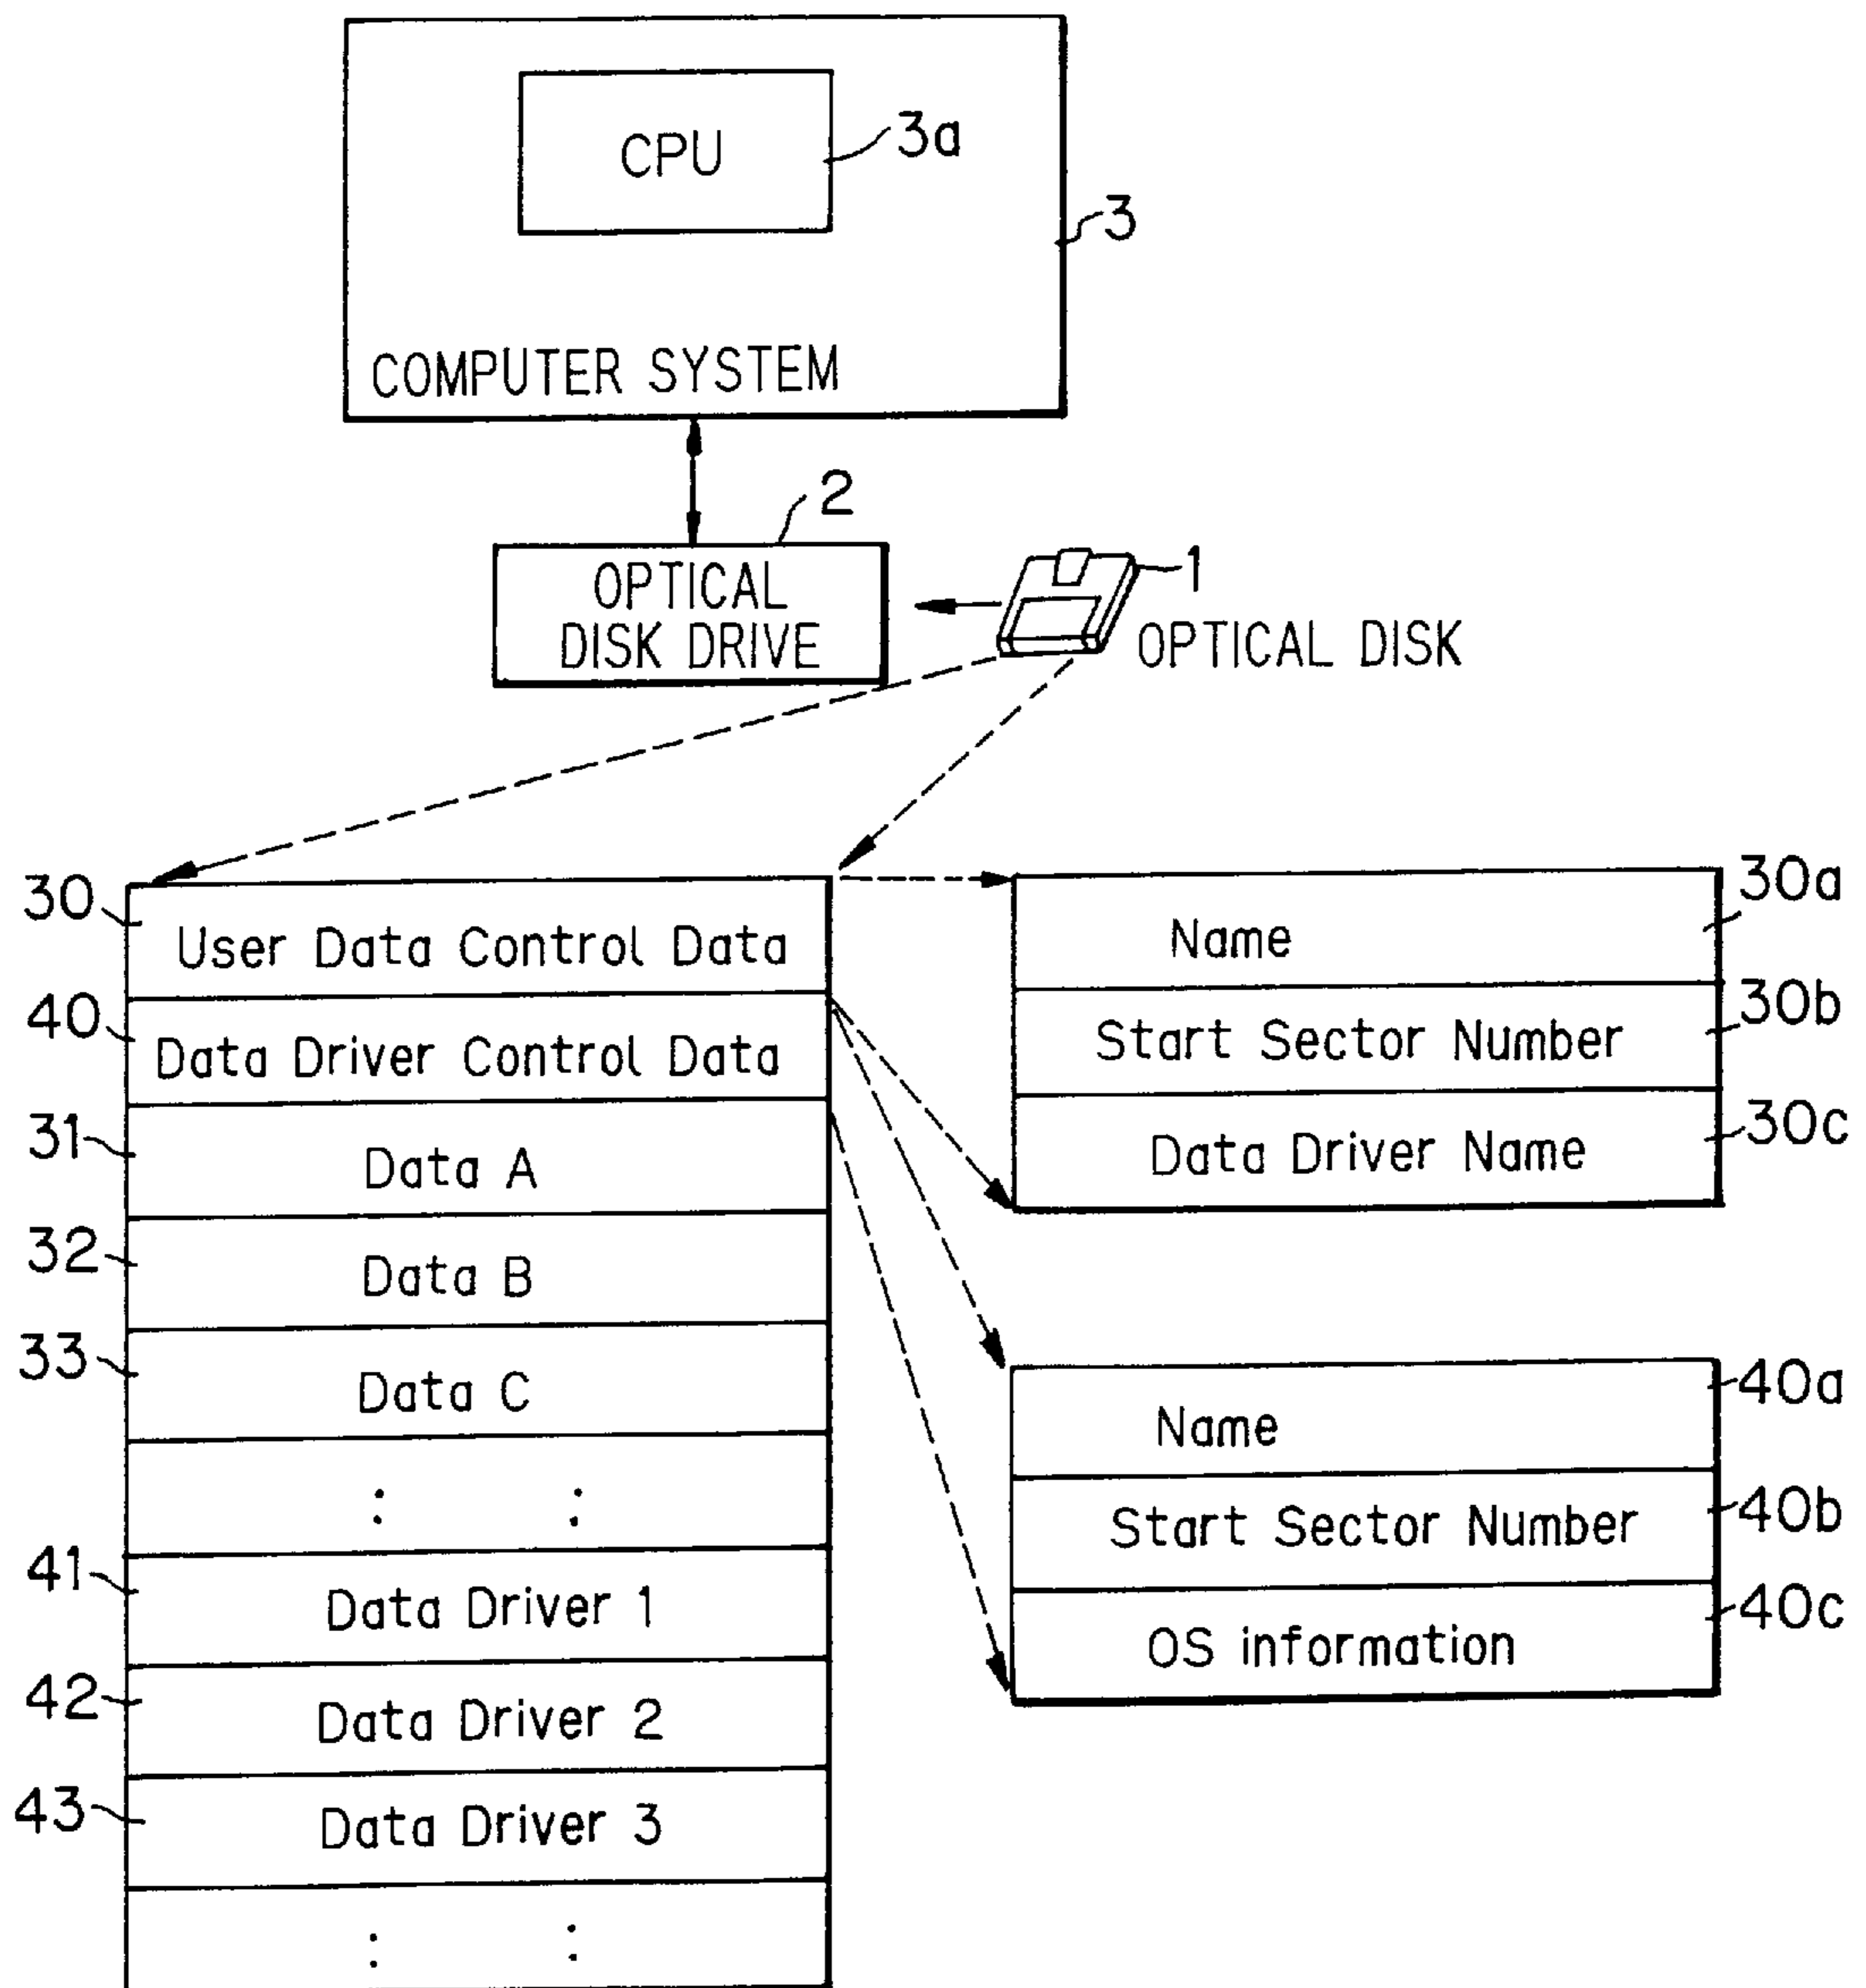 CPU
3a
3
COMPUTER SYSTEM
2
OPTICAL
DISK DRIVE
1
OPTICAL DISK
30
User Data Control Data
40
Data Driver Control Data
31
Data A
32
Data B
33
Data C
: :
41
Data Driver 1
42
Data Driver 2
43
Data Driver 3
: :
30a
Name
30b
Start Sector Number
30c
Data Driver Name
40a
Name
40b
Start Sector Number
40c
OS information